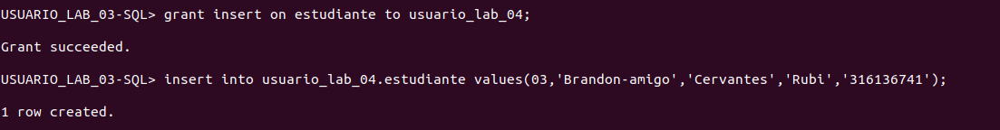 USUARIO_LAB_03-SQL> grant insert on estudiante to usuario_lab_04;
Grant succeeded.
USUARIO_LAB_03-SQL> insert into usuario_lab_04.estudiante values(03,'Brandon-amigo','Cervantes','Rubi','316136741');
1 row created.